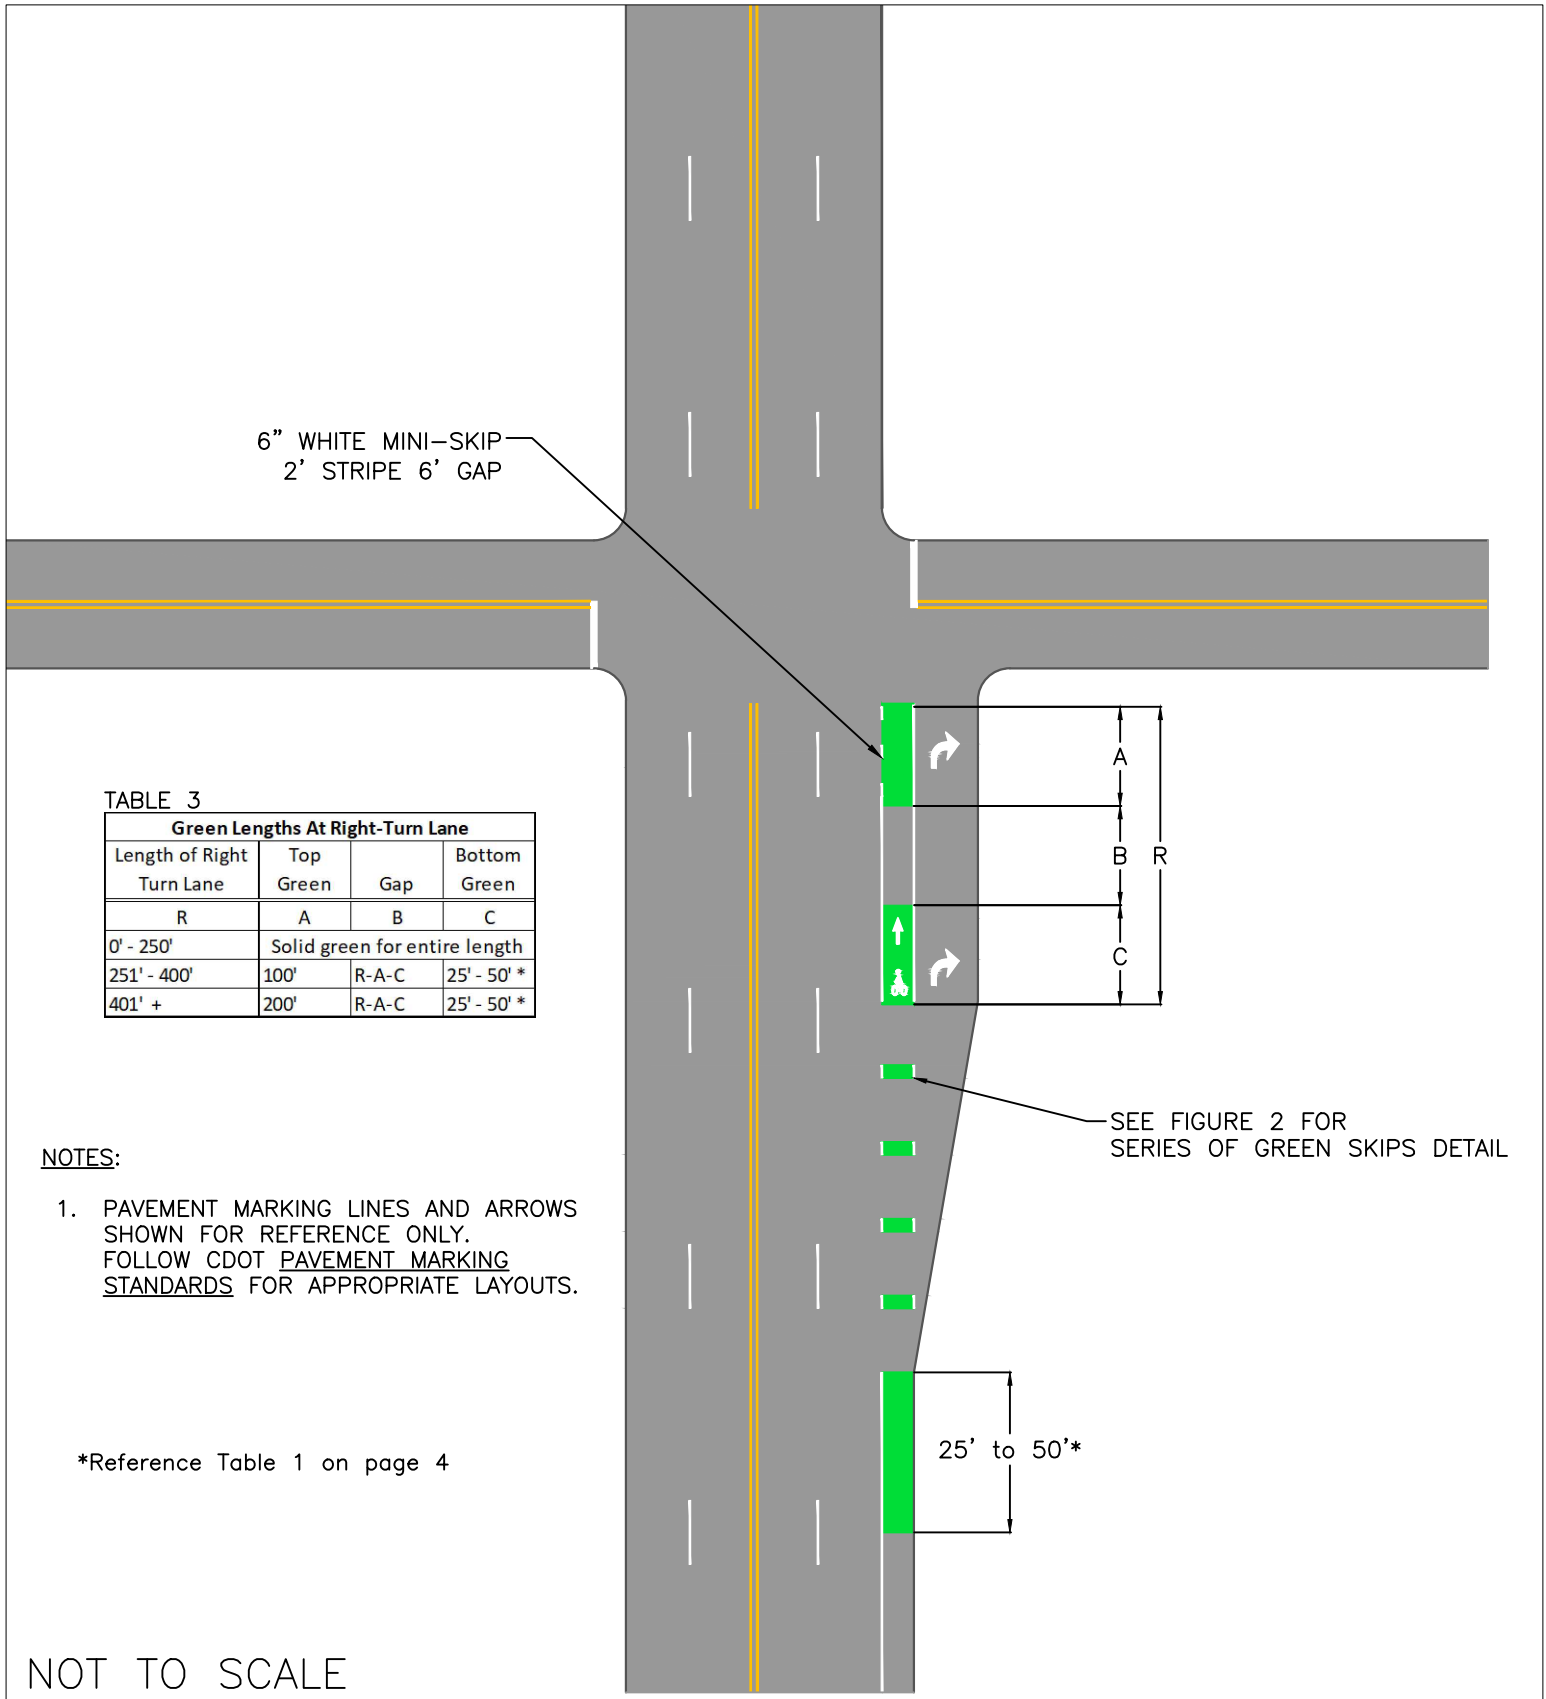 6” WHITE MINI-SKIP
2’ STRIPE 6’ GAP
A
B R
C
TABLE 3
Green Lengths At Right-Turn Lane
Length of Right Turn Lane Top Green Gap Bottom Green
R A B C
0' - 250' Solid green for entire length
251' - 400' 100' R-A-C 25' - 50' *
401' + 200' R-A-C 25' - 50' *
SEE FIGURE 2 FOR
SERIES OF GREEN SKIPS DETAIL
NOTES:
1. PAVEMENT MARKING LINES AND ARROWS
SHOWN FOR REFERENCE ONLY.
FOLLOW CDOT PAVEMENT MARKING
STANDARDS FOR APPROPRIATE LAYOUTS.
25’ to 50’*
*Reference Table 1 on page 4
NOT TO SCALE